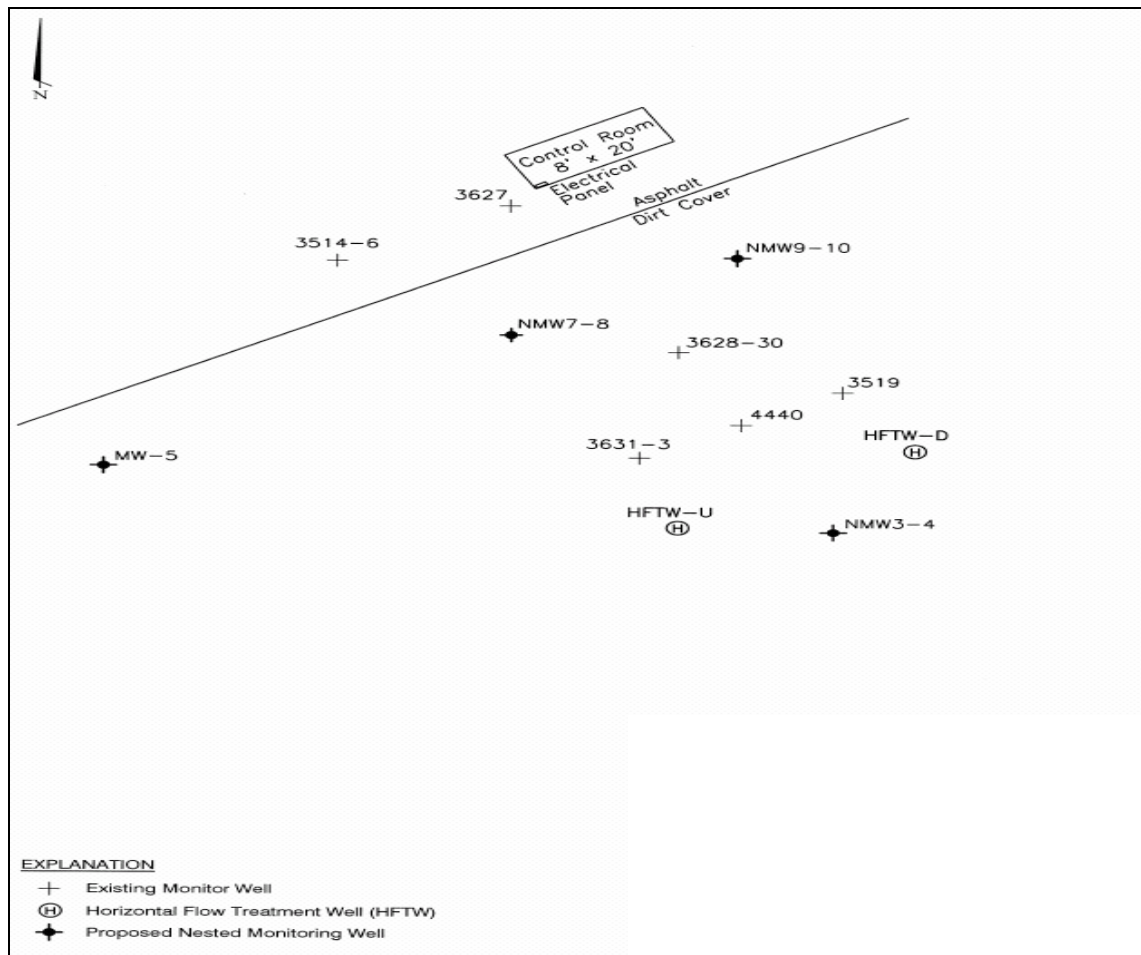 N
Control Room
8' x 20'
Electrical
Panel
Asphalt
Dirt Cover
3627
3514-6
NMW9-10
NMW7-8
3628-30
3519
4440
HFTW-D
3631-3
MW-5
HFTW-U
H
H
NMW3-4
EXPLANATION
Existing Monitor Well
H Horizontal Flow Treatment Well (HFTW)
Proposed Nested Monitoring Well